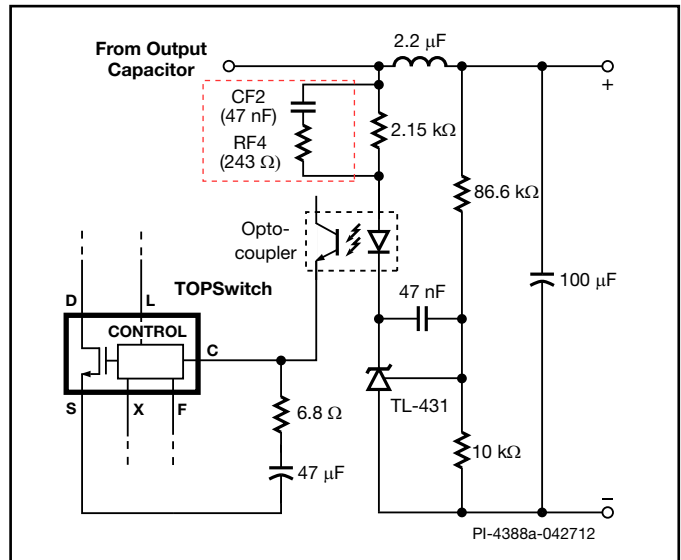 From Output
Capacitor
2.2 μF
+
CF2
(47 nF)
RF4
(243 Ω)
2.15 kΩ
86.6 kΩ
Opto-
coupler
47 nF
100 μF
TOPSwitch
D
L
CONTROL
C
S
X
F
6.8 Ω
47 μF
TL-431
10 kΩ
−
PI-4388a-042712